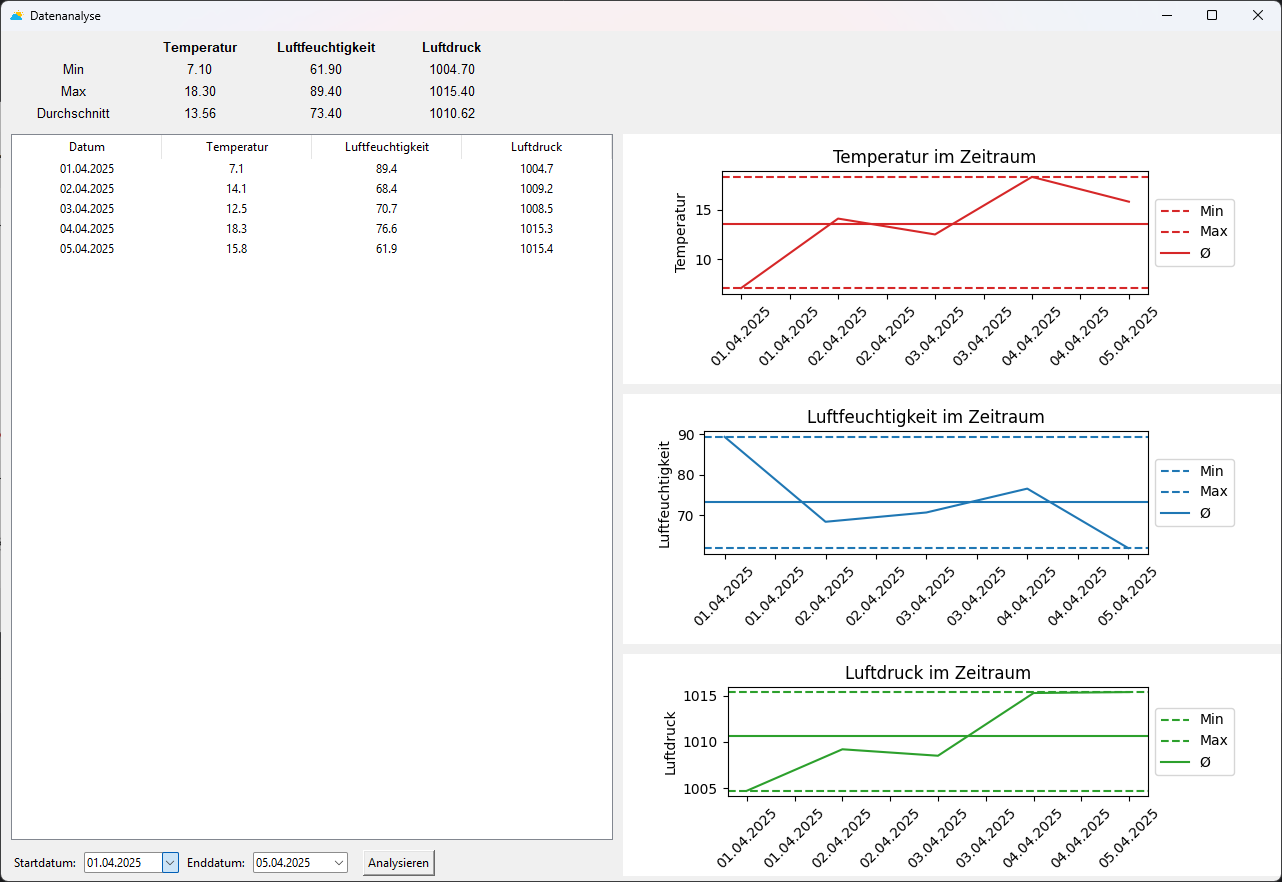 Datenanalyse
Temperatur Luftfeuchtigkeit Luftdruck
Min 7.10 61.90 1004.70
Max 18.30 89.40 1015.40
Durchschnitt 13.56 73.40 1010.62
Datum Temperatur Luftfeuchtigkeit Luftdruck
01.04.2025 7.1 89.4 1004.7
02.04.2025 14.1 68.4 1009.2
03.04.2025 12.5 70.7 1008.5
04.04.2025 18.3 76.6 1015.3
05.04.2025 15.8 61.9 1015.4
Startdatum: 01.04.2025 Enddatum: 05.04.2025 Analysieren
Temperatur im Zeitraum
Temperatur
15
10
01.04.2025 01.04.2025 02.04.2025 02.04.2025 03.04.2025 03.04.2025 04.04.2025 04.04.2025 05.04.2025
Min
Max
Ø
Luftfeuchtigkeit im Zeitraum
Luftfeuchtigkeit
90
80
70
01.04.2025 01.04.2025 02.04.2025 02.04.2025 03.04.2025 03.04.2025 04.04.2025 04.04.2025 05.04.2025
Min
Max
Ø
Luftdruck im Zeitraum
Luftdruck
1015
1010
1005
01.04.2025 01.04.2025 02.04.2025 02.04.2025 03.04.2025 03.04.2025 04.04.2025 04.04.2025 05.04.2025
Min
Max
Ø